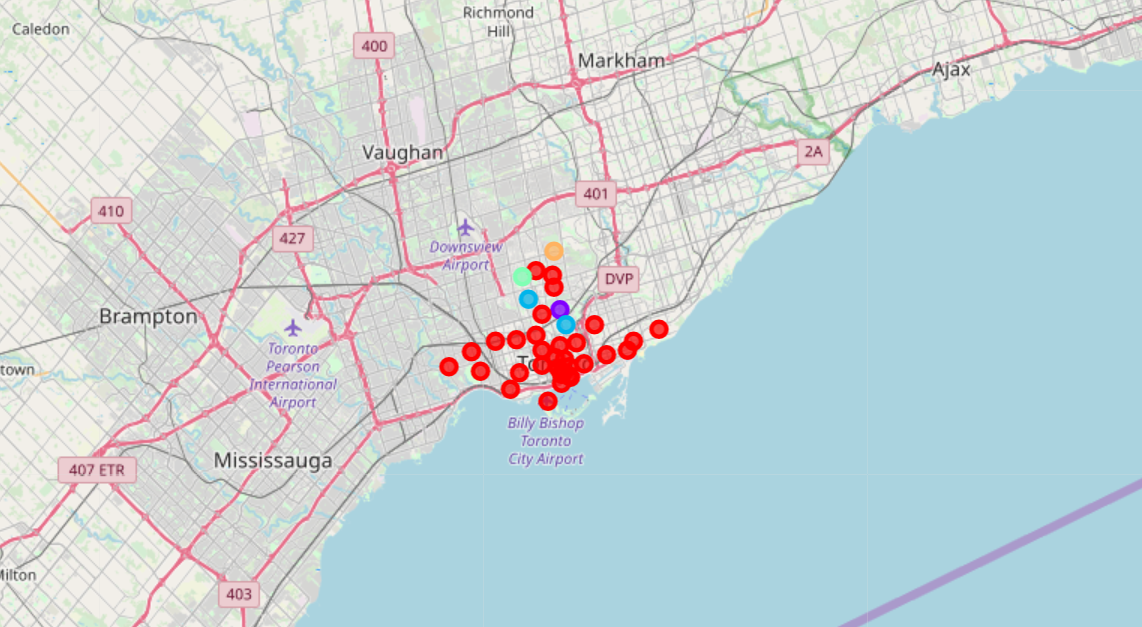 Caledon
Richmond
Hill
400
Markham
Ajax
Vaughan
2A
401
410
427
Downsview
Airport
DVP
Brampton
Toronto
Pearson
International
Airport
town
To
Billy Bishop
Toronto
City Airport
Mississauga
407 ETR
Milton
403